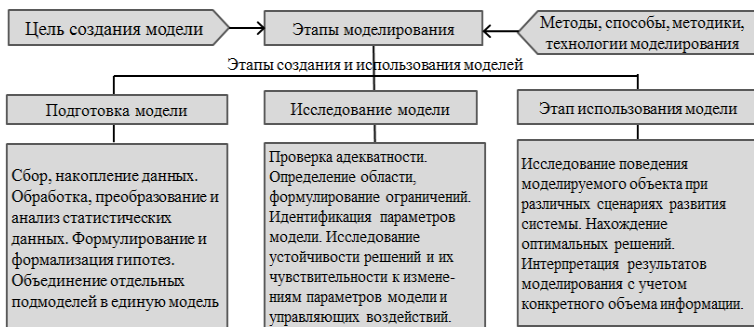 Цель создания модели
Этапы моделирования
Методы, способы, методики,
технологии моделирования
Этапы создания и использования моделей
Подготовка модели
Исследование модели
Этап использования модели
Сбор, накопление данных.
Обработка, преобразование и
анализ статистических
данных. Формулирование и
формализация гипотез.
Объединение отдельных
подмоделей в единую модель
Проверка адекватности.
Определение области,
формулирование ограничений.
Идентификация параметров
модели. Исследование
устойчивости решений и их
чувствительности к измене-
ниям параметров модели и
управляющих воздействий.
Исследование поведения
моделируемого объекта при
различных сценариях развития
системы. Нахождение
оптимальных решений.
Интерпретация результатов
моделирования с учетом
конкретного объема информации.